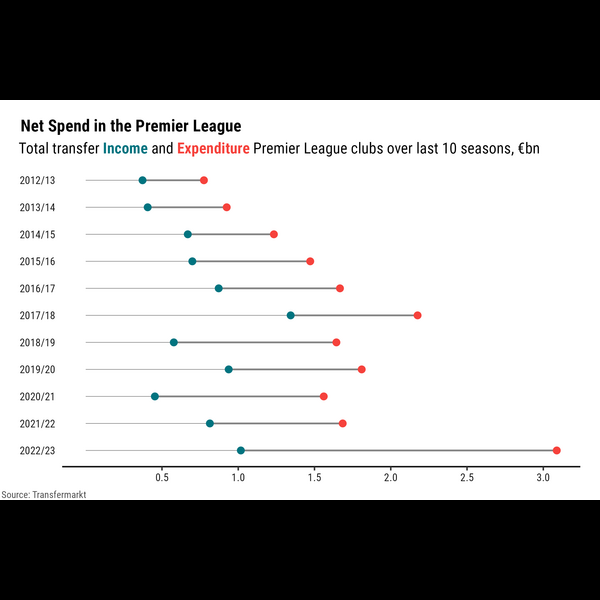 Net Spend in the Premier League
Total transfer Income and Expenditure Premier League clubs over last 10 seasons, €bn
2012/13
2013/14
2014/15
2015/16
2016/17
2017/18
2018/19
2019/20
2020/21
2021/22
2022/23
0.5 1.0 1.5 2.0 2.5 3.0
Source: Transfermarkt